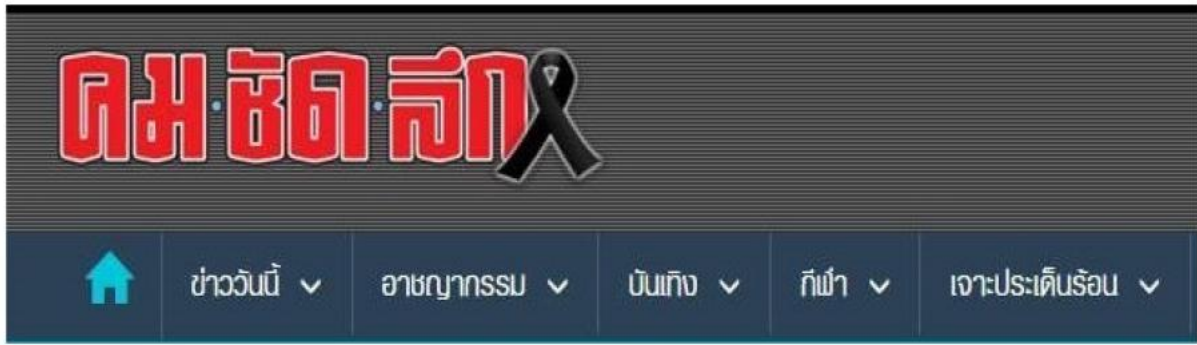 คม·ชัด·ลึก
ข่าววันนี้ อาชญากรรม บันเทิง กีฬา เจาะประเด็นร้อน